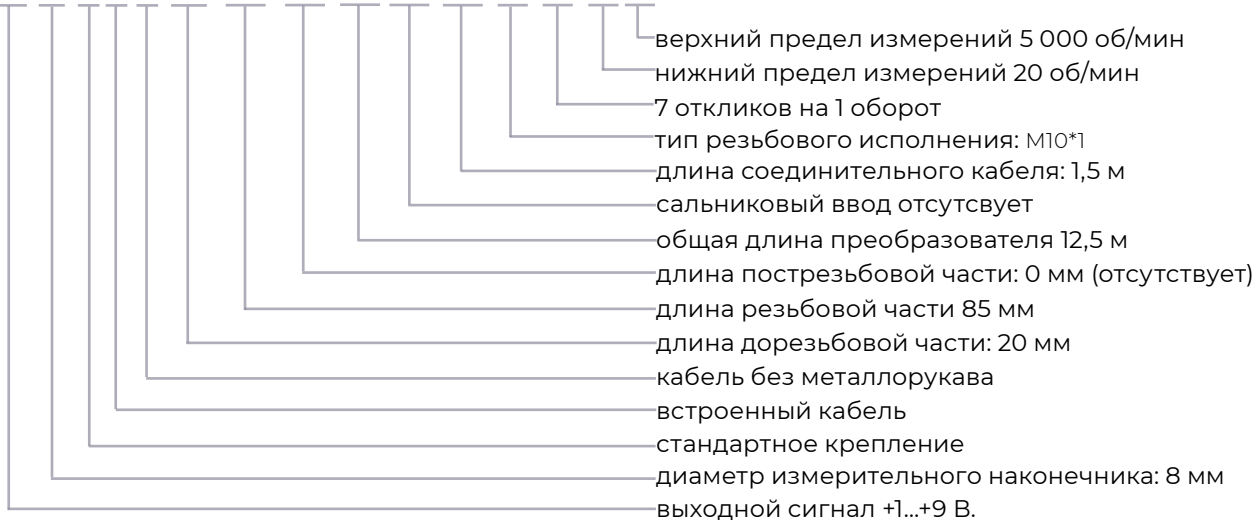 верхний предел измерений 5 000 об/мин
нижний предел измерений 20 об/мин
7 откликов на 1 оборот
тип резьбового исполнения: М10*1
длина соединительного кабеля: 1,5 м
сальниковый ввод отсутсвует
общая длина преобразователя 12,5 м
длина пострезьбовой части: 0 мм (отсутствует)
длина резьбовой части 85 мм
длина дорезьбовой части: 20 мм
кабель без металлорукава
встроенный кабель
стандартное крепление
диаметр измерительного наконечника: 8 мм
выходной сигнал +1...+9 В.